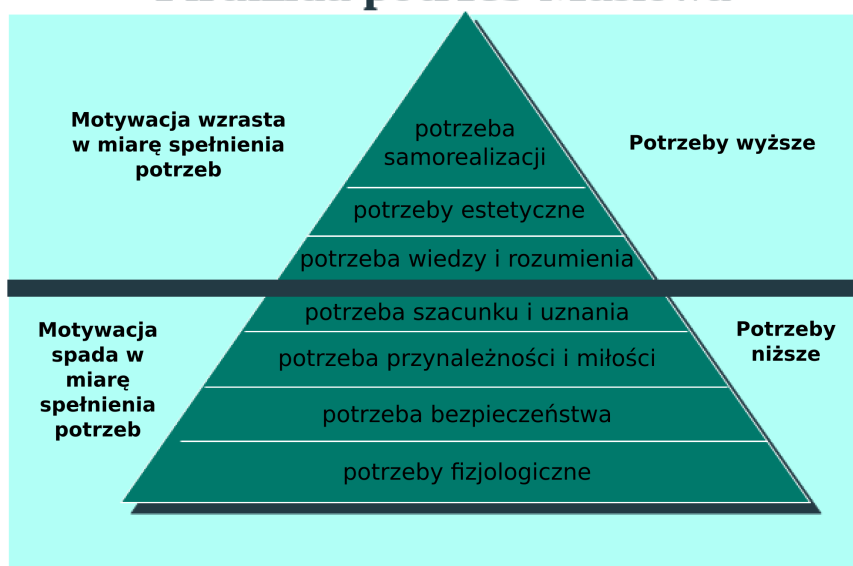 Motywacja wzrasta
w miarę spełnienia
potrzeb
Potrzeby wyższe
potrzeba
samorealizacji
potrzeby estetyczne
potrzeba wiedzy i rozumienia
potrzeba szacunku i uznania
potrzeba przynależności i miłości
potrzeba bezpieczeństwa
potrzeby fizjologiczne
Motywacja
spada w
miarę
spełnienia
potrzeb
Potrzeby
niższe